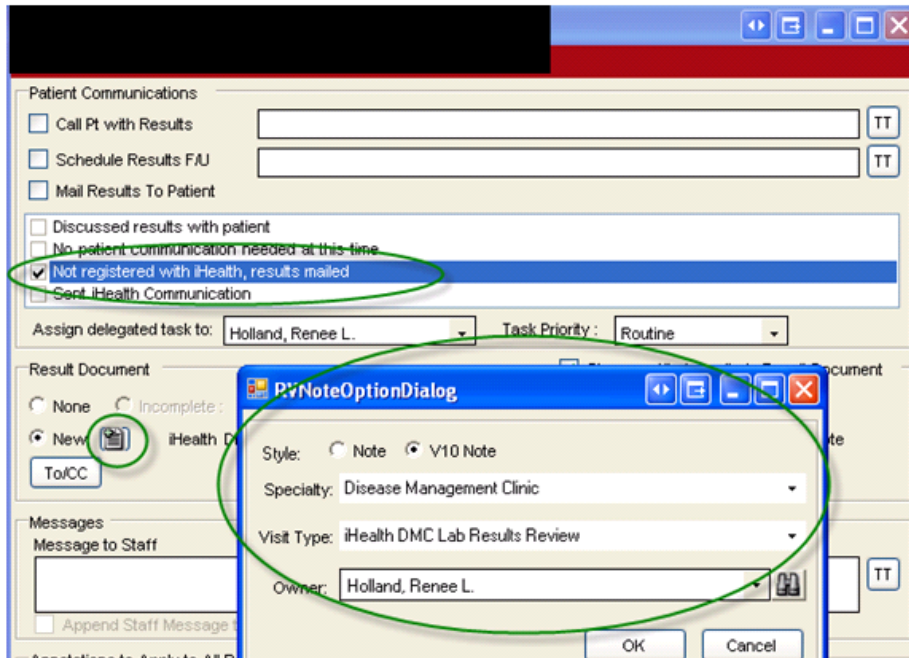 Patient Communications
Call Pt with Results TT
Schedule Results F/U TT
Mail Results To Patient
Discussed results with patient
No patient communication needed at this time
Not registered with iHealth, results mailed
Sent iHealth Communication
Assign delegated task to: Holland, Renee L. Task Priority : Routine
Result Document ocument
None Incomplete :
New iHealth D te
To/CC
RVNoteOptionDialog
Style: Note V10 Note
Specialty: Disease Management Clinic
Visit Type: iHealth DMC Lab Results Review
Owner: Holland, Renee L.
OK Cancel
Messages
Message to Staff
TT
Append Staff Message t